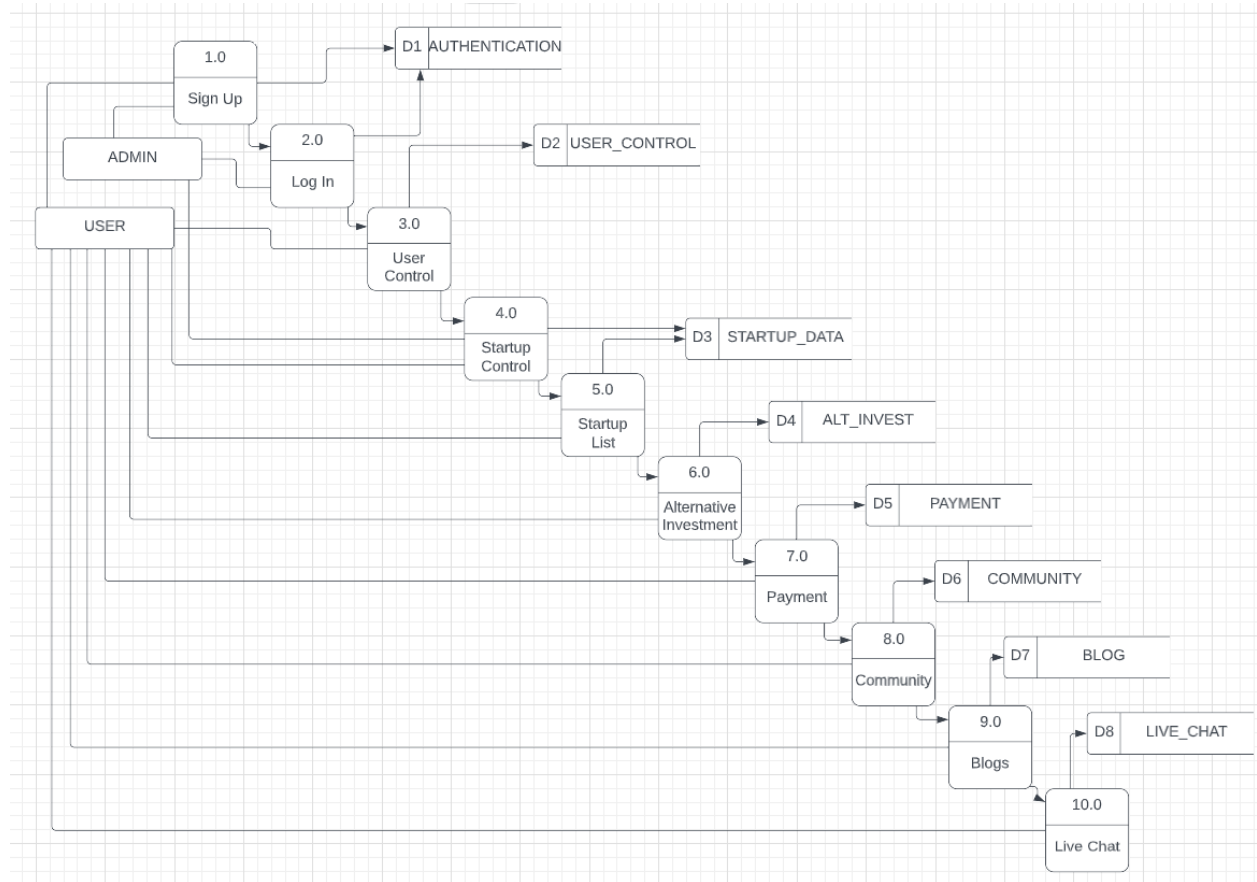 1.0
Sign Up
D1 AUTHENTICATION
ADMIN
2.0
Log In
D2 USER_CONTROL
USER
3.0
User
Control
4.0
Startup
Control
D3 STARTUP_DATA
5.0
Startup
List
D4 ALT_INVEST
6.0
Alternative
Investment
D5 PAYMENT
7.0
Payment
D6 COMMUNITY
8.0
Community
D7 BLOG
9.0
Blogs
D8 LIVE_CHAT
10.0
Live Chat